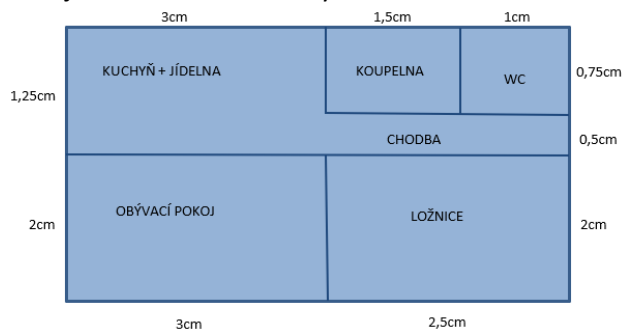 3cm 1,5cm 1cm
KUCHYŇ + JÍDELNA KOUPELNA WC 0,75cm
1,25cm
CHODBA 0,5cm
OBÝVACÍ POKOJ LOŽNICE
2cm 2cm
3cm 2,5cm